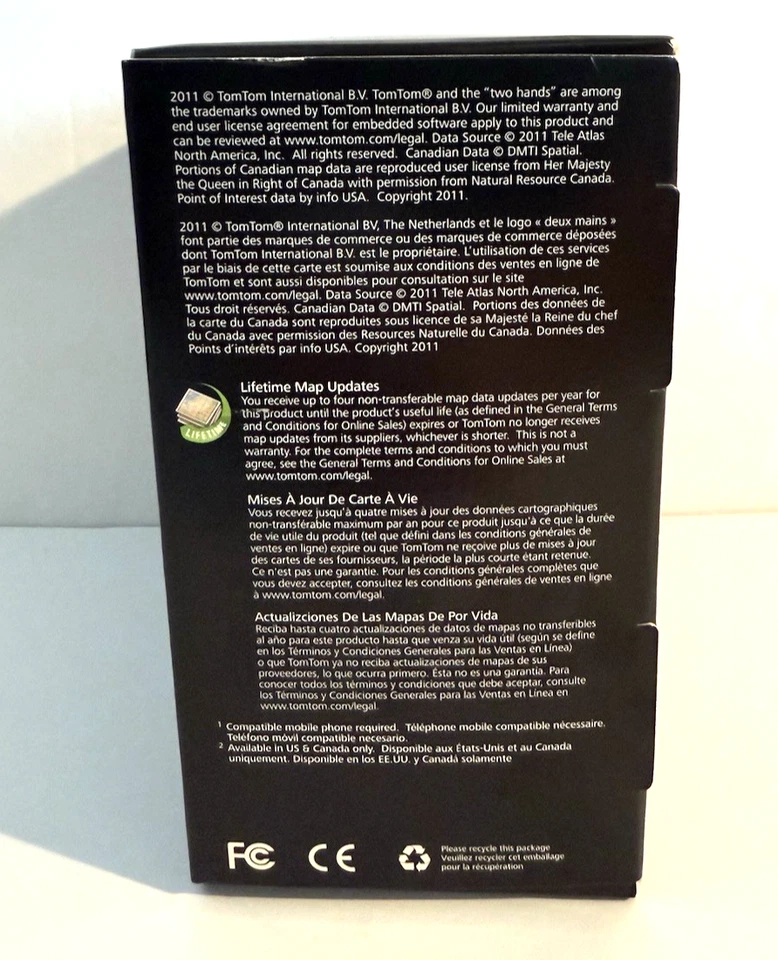 2011 © TomTom International B.V. TomTom® and the “two hands” are among
the trademarks owned by TomTom International B.V. Our limited warranty and
end user license agreement for embedded software apply to this product and
can be reviewed at www.tomtom.com/legal. Data Source © 2011 Tele Atlas
North America, Inc. All rights reserved. Canadian Data © DMTI Spatial.
Portions of Canadian map data are reproduced user license from Her Majesty
the Queen in Right of Canada with permission from Natural Resource Canada.
Point of Interest data by info USA. Copyright 2011.
2011 © TomTom® International BV, The Netherlands et le logo « deux mains »
font partie des marques de commerce ou des marques de commerce déposées
dont TomTom International B.V. est le propriétaire. L'utilisation de ces services
par le biais de cette carte est soumise aux conditions des ventes en ligne de
TomTom et sont aussi disponibles pour consultation sur le site
www.tomtom.com/legal. Data Source © 2011 Tele Atlas North America, Inc.
Tous droit réservés. Canadian Data © DMTI Spatial. Portions des données de
la carte du Canada sont reproduites sous licence de sa Majesté la Reine du chef
du Canada avec permission des Resources Naturelle du Canada. Données des
Points d'intérêts par info USA. Copyright 2011
Lifetime Map Updates
You receive up to four non-transferable map data updates per year for
this product until the product's useful life (as defined in the General Terms
and Conditions for Online Sales) expires or TomTom no longer receives
map updates from its suppliers, whichever is shorter. This is not a
warranty. For the complete terms and conditions to which you must
agree, see the General Terms and Conditions for Online Sales at
www.tomtom.com/legal.
LIFETIME
Mises À Jour De Carte À Vie
Vous recevez jusqu'à quatre mises à jour des données cartographiques
non-transférable maximum par an pour ce produit jusqu'à ce que la durée
de vie utile du produit (tel que défini dans les conditions générales de
ventes en ligne) expire ou que TomTom ne reçoive plus de mises à jour
des cartes de ses fournisseurs, la période la plus courte étant retenue.
Ce n'est pas une garantie. Pour les conditions générales complètes que
vous devez accepter, consultez les conditions générales de ventes en ligne
à www.tomtom.com/legal.
Actualizciones De Las Mapas De Por Vida
Reciba hasta cuatro actualizaciones de datos de mapas no transferibles
al año para este producto hasta que venza su vida útil (según se define
en los Términos y Condiciones Generales para las Ventas en Línea)
o que TomTom ya no reciba actualizaciones de mapas de sus
proveedores, lo que ocurra primero. Ésta no es una garantía. Para
conocer todos los términos y condiciones que debe aceptar, consulte
los Términos y Condiciones Generales para las Ventas en Línea en
www.tomtom.com/legal.
1 Compatible mobile phone required. Téléphone mobile compatible nécessaire.
Teléfono móvil compatible necesario.
2 Available in US & Canada only. Disponible aux États-Unis et au Canada
uniquement. Disponible en los EE.UU. y Canadá solamente
FC CE
Please recycle this package
Veuillez recycler cet emballage
pour la récupération